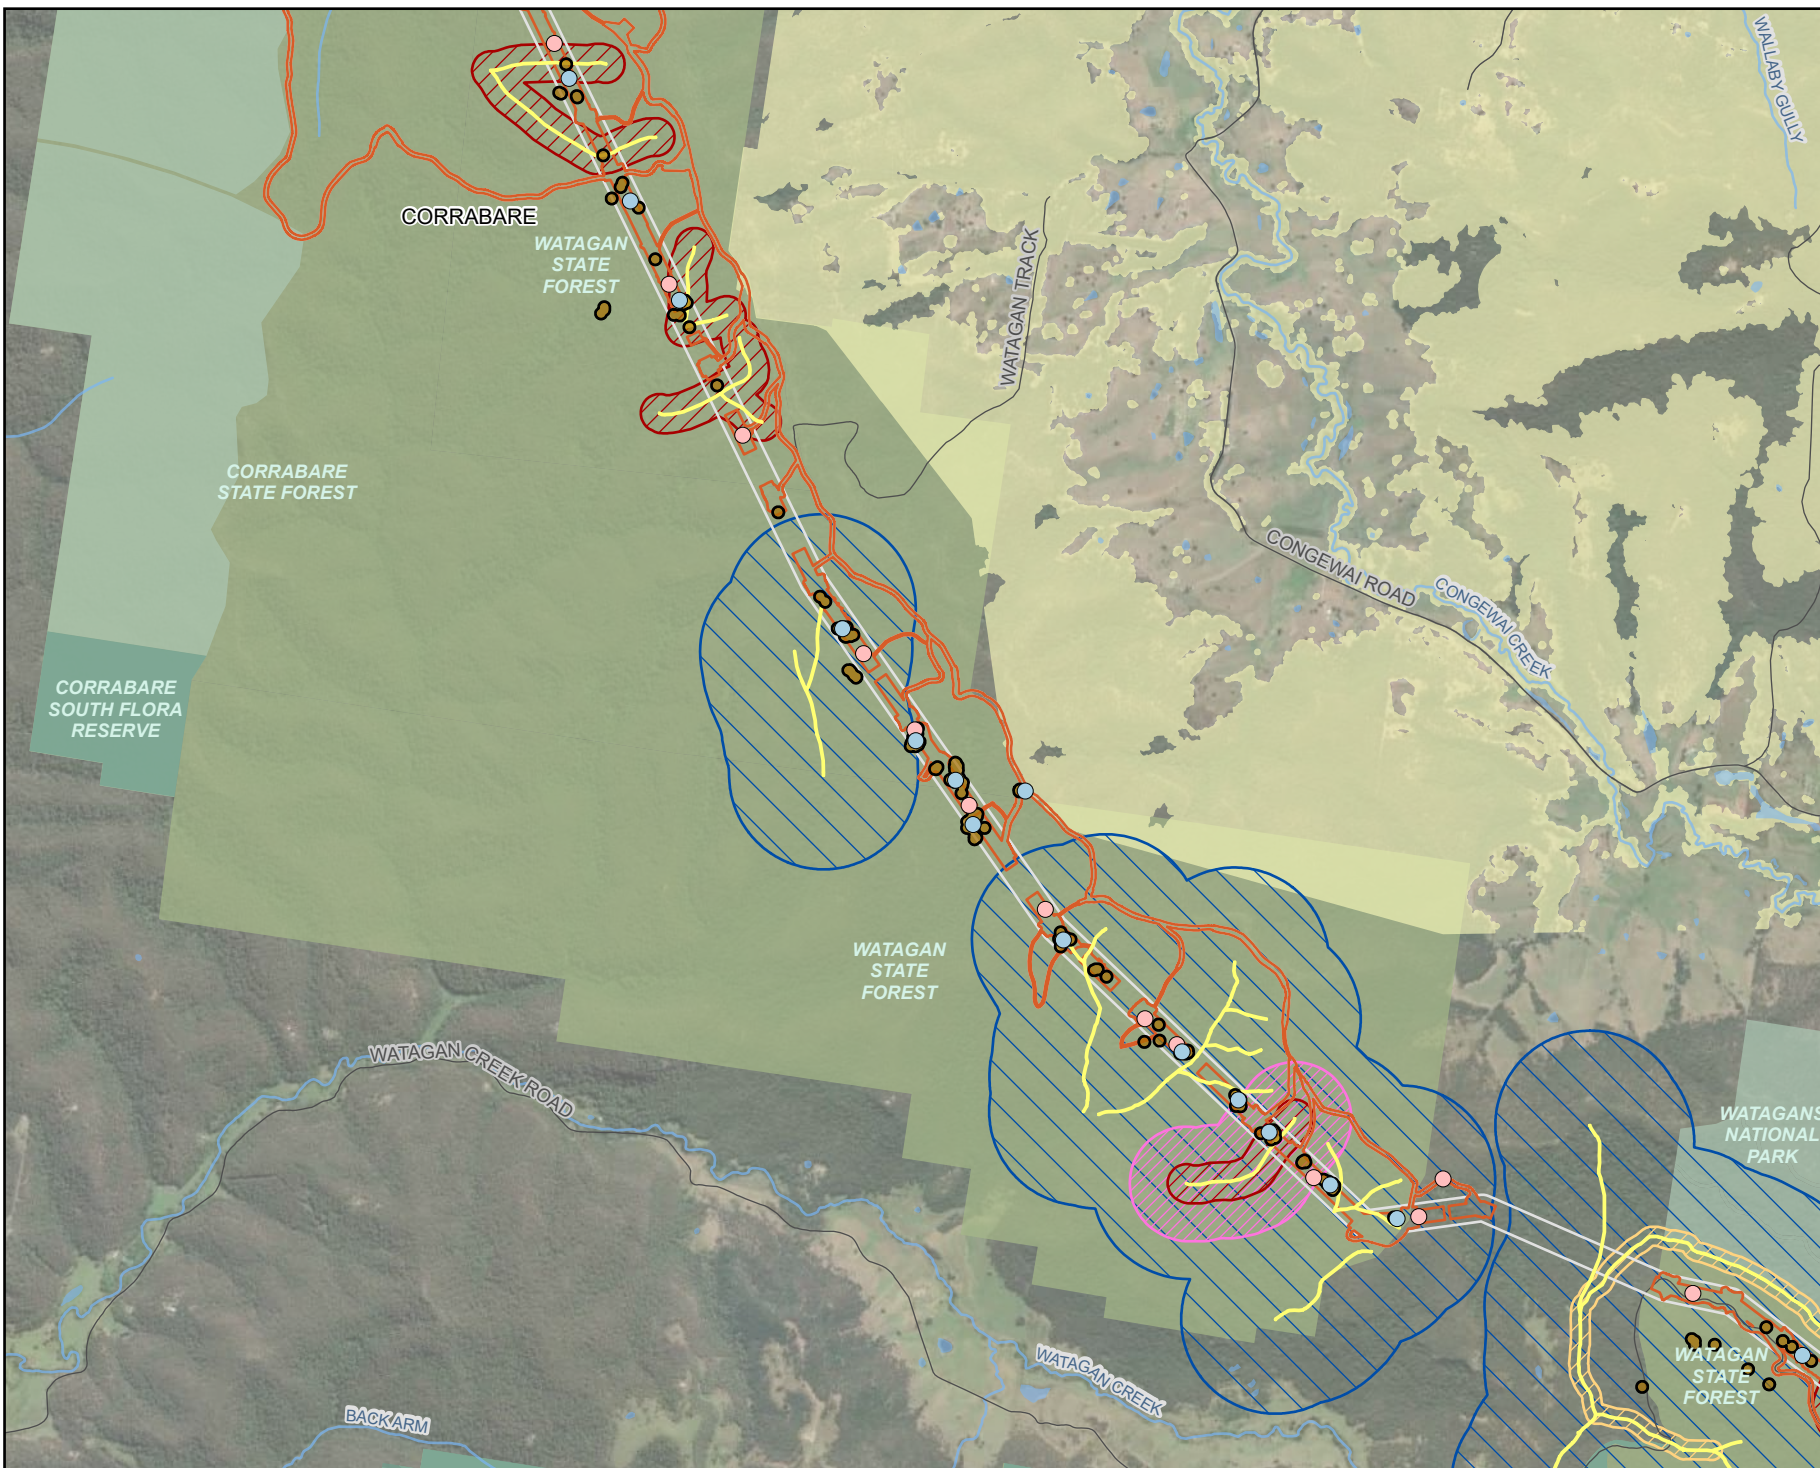 WALLABY GULLY
CORRABARE
WATAGAN
STATE
FOREST
WATAGAN TRACK
CORRABARE
STATE FOREST
CONGEWAI ROAD
CONGEWAI CREEK
CORRABARE
SOUTH FLORA
RESERVE
WATAGAN
STATE
FOREST
WATAGAN CREEK ROAD
WATAGANS
NATIONAL
PARK
WATAGAN CREEK
WATAGAN
STATE
FOREST
BACK ARM